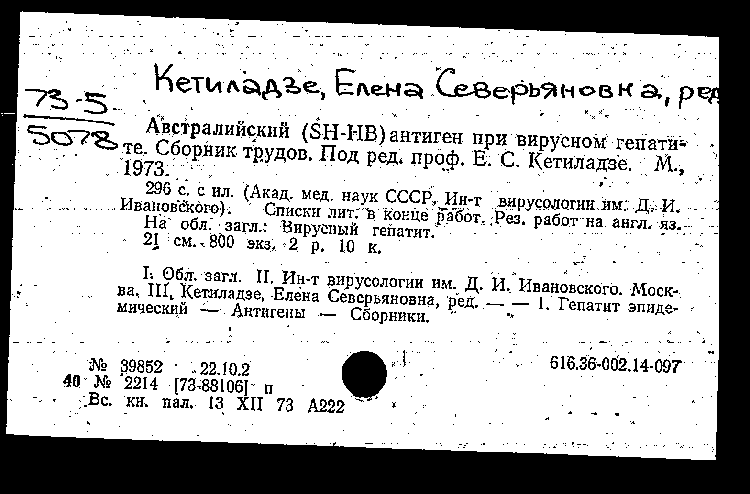 Кетиладзе, Елена Северьяновна, ред
73-5
5078
Австралийский (SH-HB) антиген при вирусном гепати-
те. Сборник трудов. Под ред. проф. Е. С. Кетиладзе. М.,
1973.
296 с. с ил. (Акад. мед. наук СССР. Ин-т вирусологии им. Д. И.
Ивановского). Списки лит. в конце работ. Рез. работ на англ. яз.
На обл. загл.: Вирусный гепатит.
21 см. 800 экз. 2 р. 10 к.
I. Обл. загл. II. Ин-т вирусологии им. Д. И. Ивановского. Моск-
ва. III. Кетиладзе, Елена Северьяновна, ред. — — 1. Гепатит эпиде-
мический — Антигены — Сборники.
№ 39852 22.10.2
616.36-002.14-097
40 № 2214 [73-88106] п
Вс. кн. пал. 13 XII 73 А222